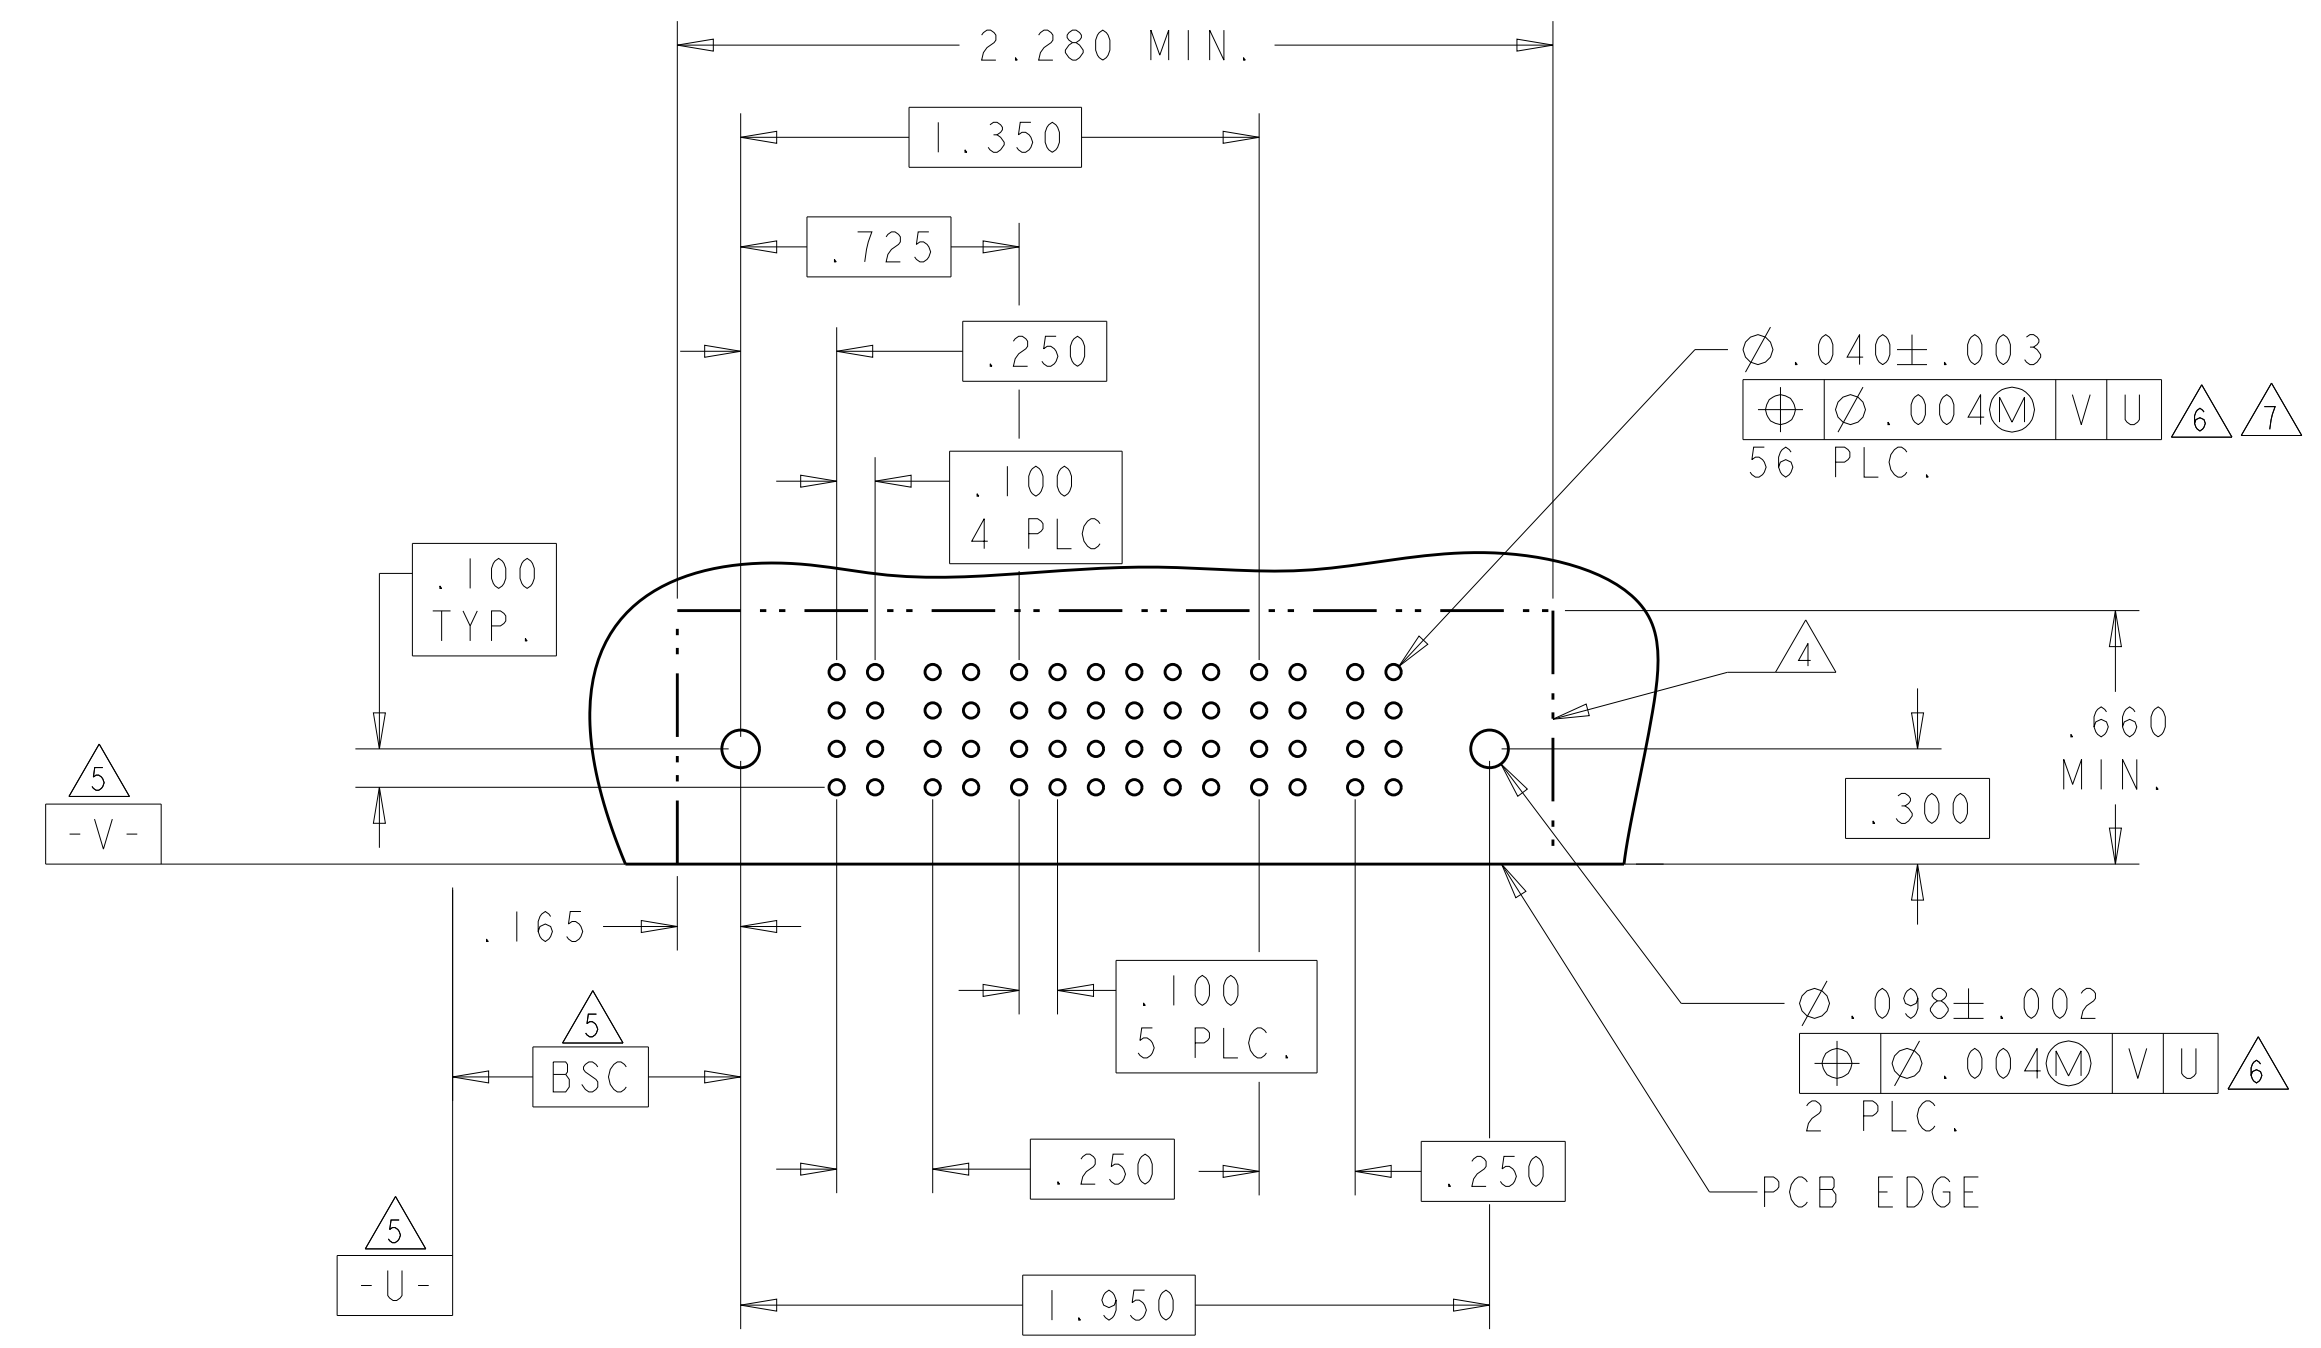 2.280 MIN.
1.350
.725
.250
Ø.040±.003
⌖ Ø.004Ⓜ V U 6 7
56 PLC.
.100
4 PLC
.100
TYP.
4
.660
MIN.
5
-V-
.300
.165
.100
5 PLC.
5
BSC
Ø.098±.002
⌖ Ø.004Ⓜ V U 6
2 PLC.
.250
.250
PCB EDGE
5
-U-
1.950